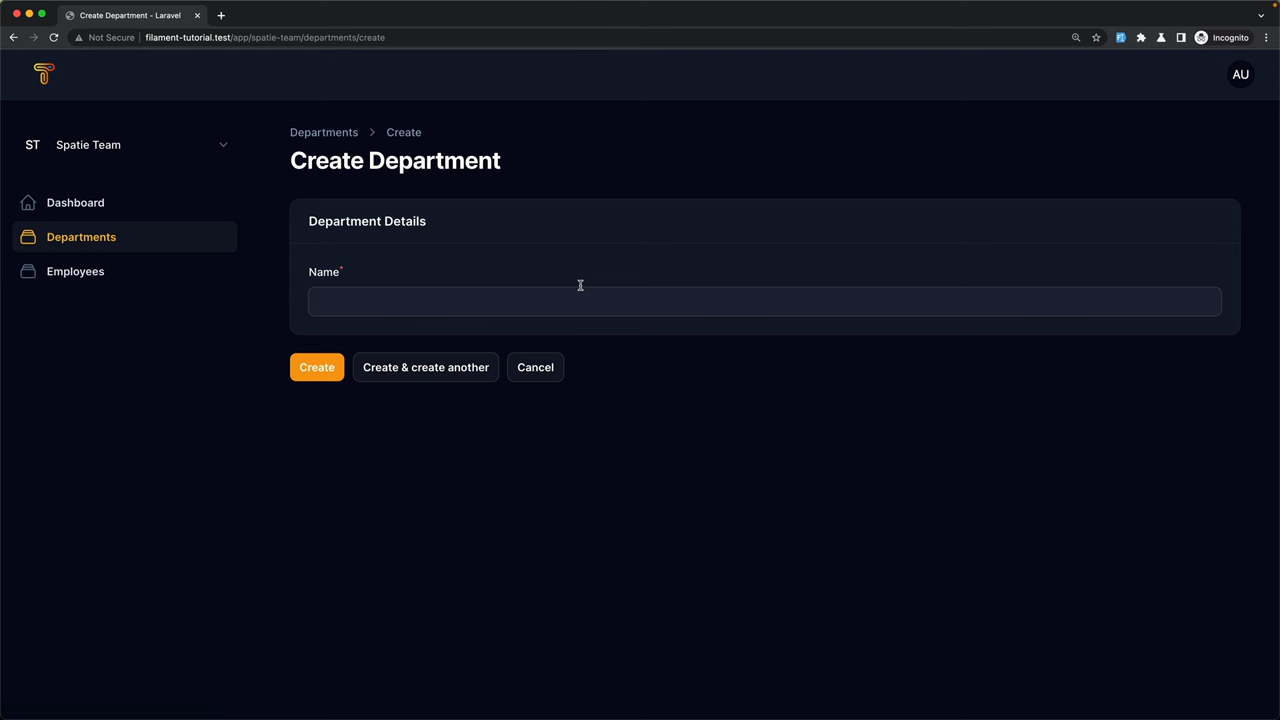 Create Department - Laravel
Not Secure filament-tutorial.test/app/spatie-team/departments/create Incognito
AU
ST Spatie Team
Departments > Create
Create Department
Dashboard
Departments
Employees
Department Details
Name*
Create Create & create another Cancel